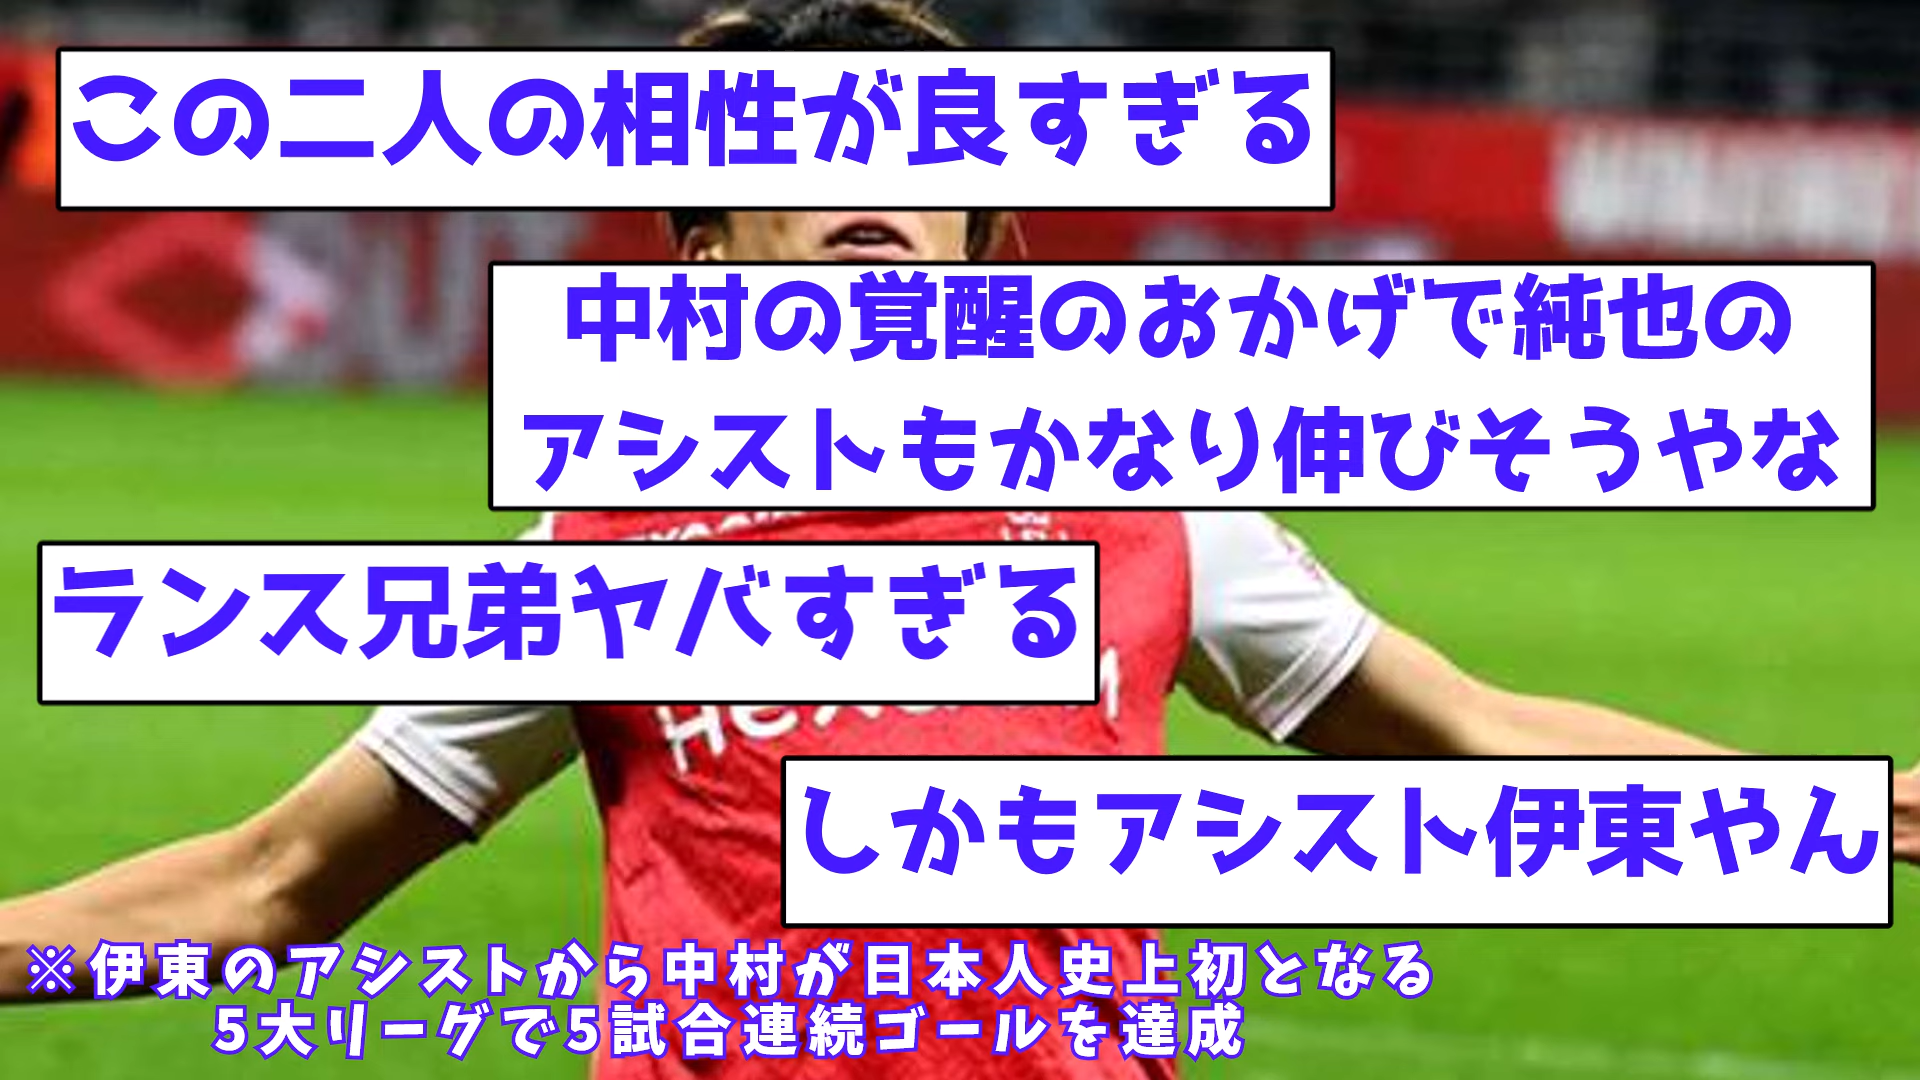 この二人の相性が良すぎる
中村の覚醒のおかげで純也の
アシストもかなり伸びそうやな
ランス兄弟ヤバすぎる
しかもアシスト伊東やん
※伊東のアシストから中村が日本人史上初となる
5大リーグで5試合連続ゴールを達成